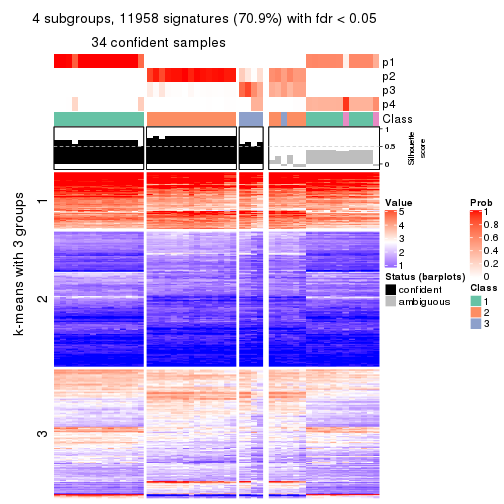 4 subgroups, 11958 signatures (70.9%) with fdr < 0.05
34 confident samples
p1
p2
p3
p4
Class
1
0.5
0
Silhouette
score
k-means with 3 groups
1
2
3
Value
5
4
3
2
1
Status (barplots)
confident
ambiguous
Prob
1
0.8
0.6
0.4
0.2
0
Class
1
2
3